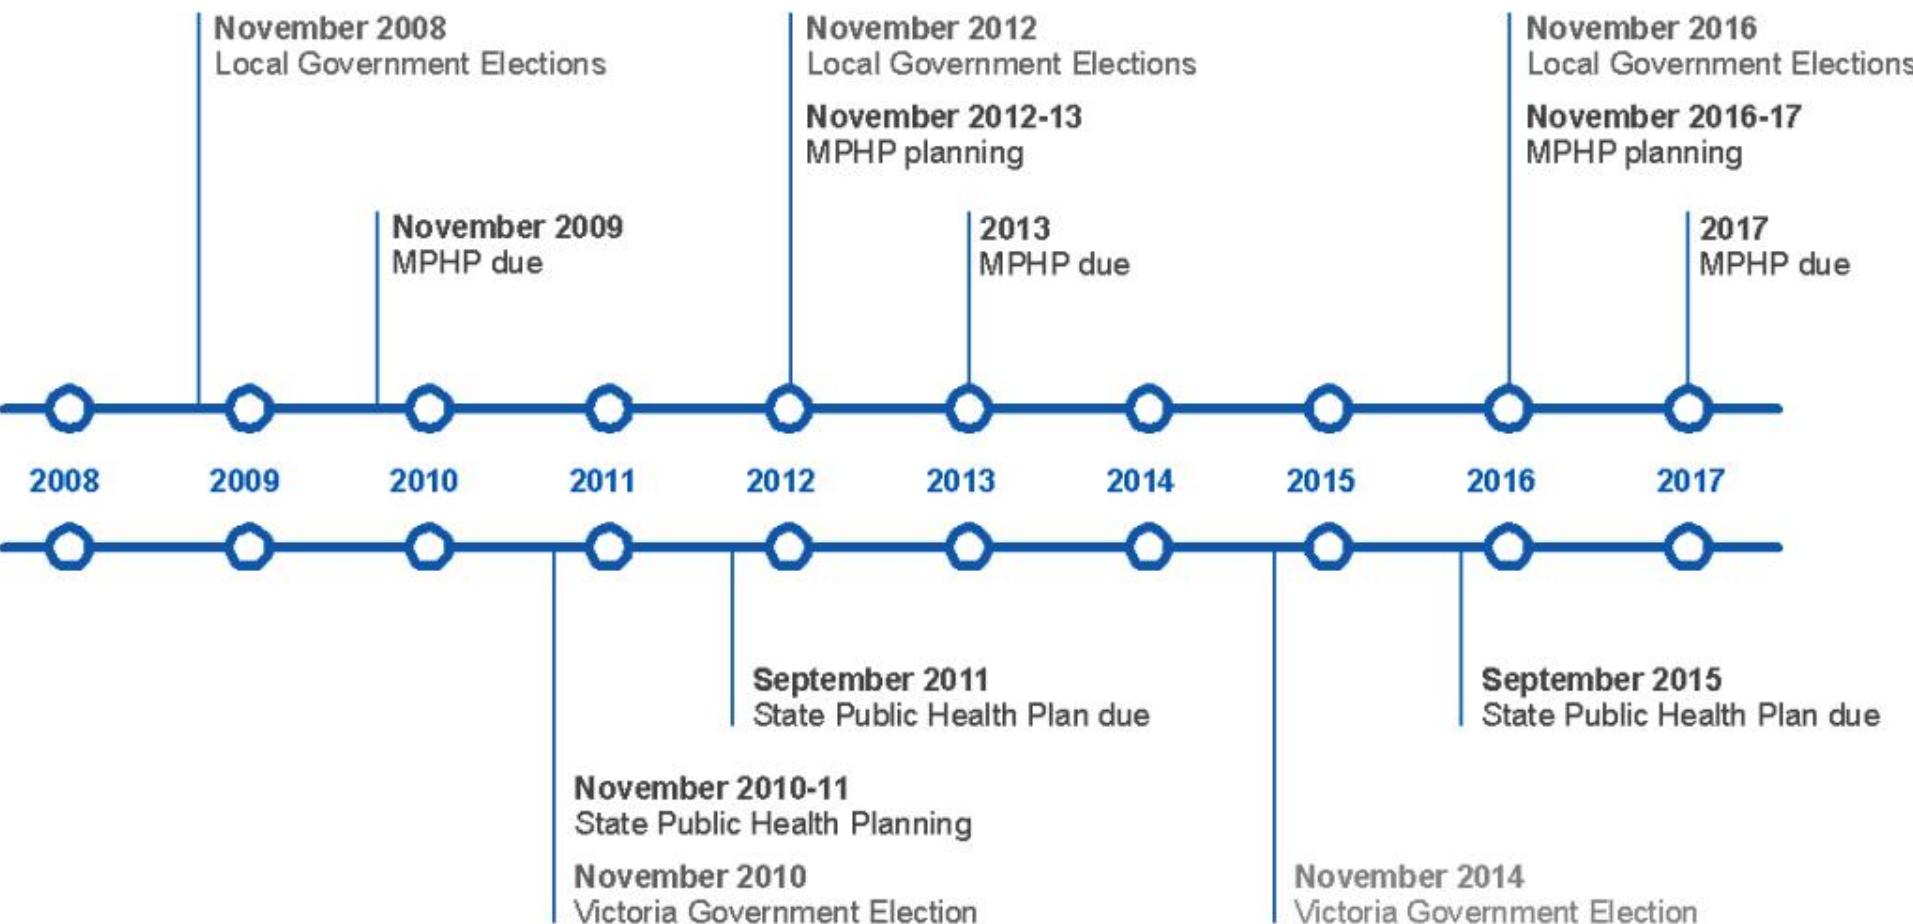 November 2008
Local Government Elections
November 2012
Local Government Elections
November 2012-13
MPHP planning
November 2016
Local Government Elections
November 2016-17
MPHP planning
November 2009
MPHP due
2013
MPHP due
2017
MPHP due
2008 2009 2010 2011 2012 2013 2014 2015 2016 2017
September 2011
State Public Health Plan due
September 2015
State Public Health Plan due
November 2010-11
State Public Health Planning
November 2010
Victoria Government Election
November 2014
Victoria Government Election